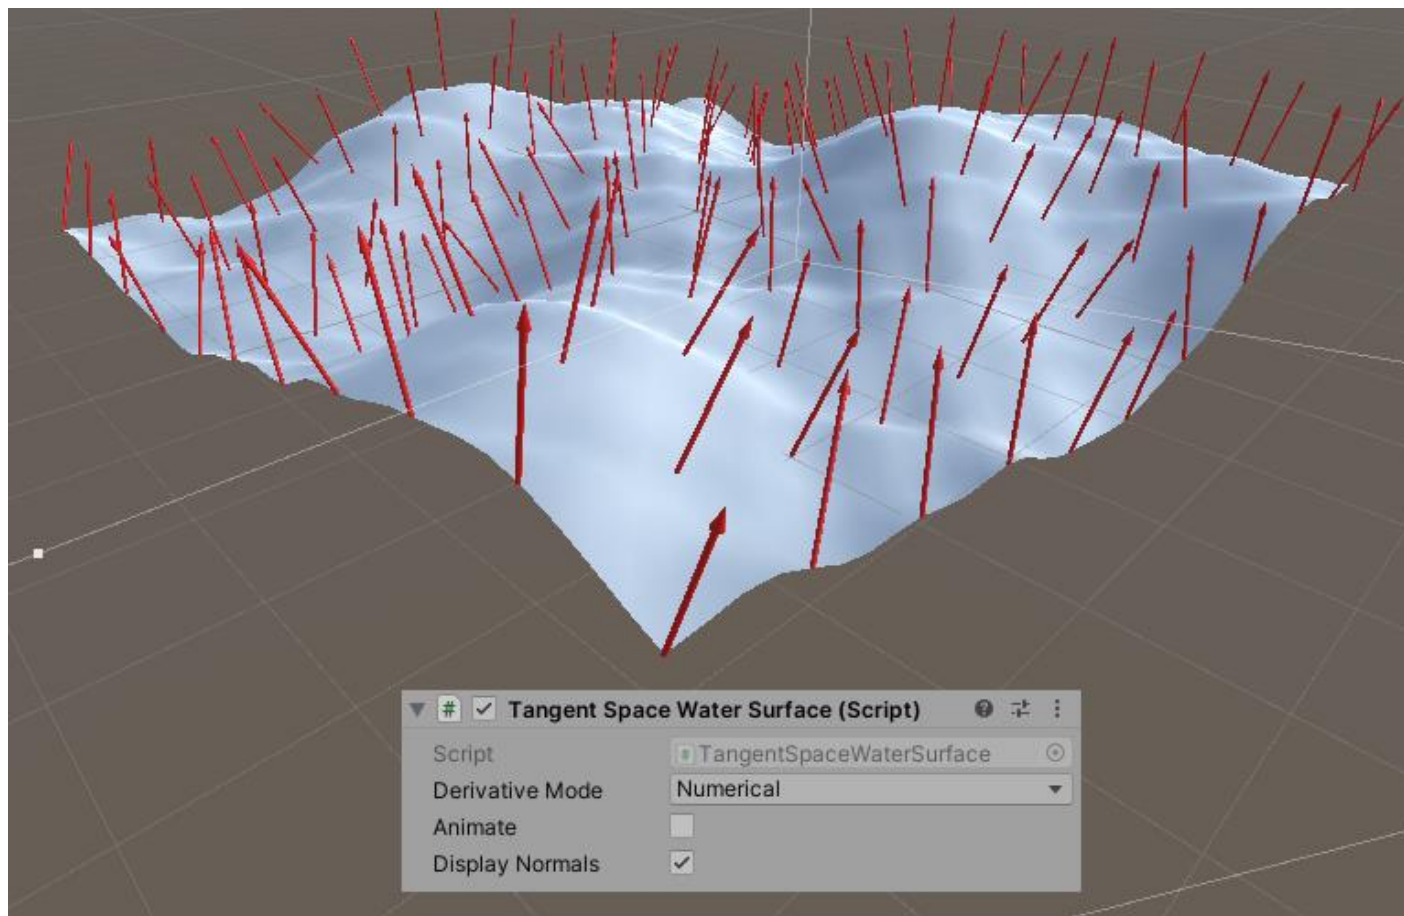 Tangent Space Water Surface (Script)
Script # TangentSpaceWaterSurface
Derivative Mode Numerical
Animate
Display Normals